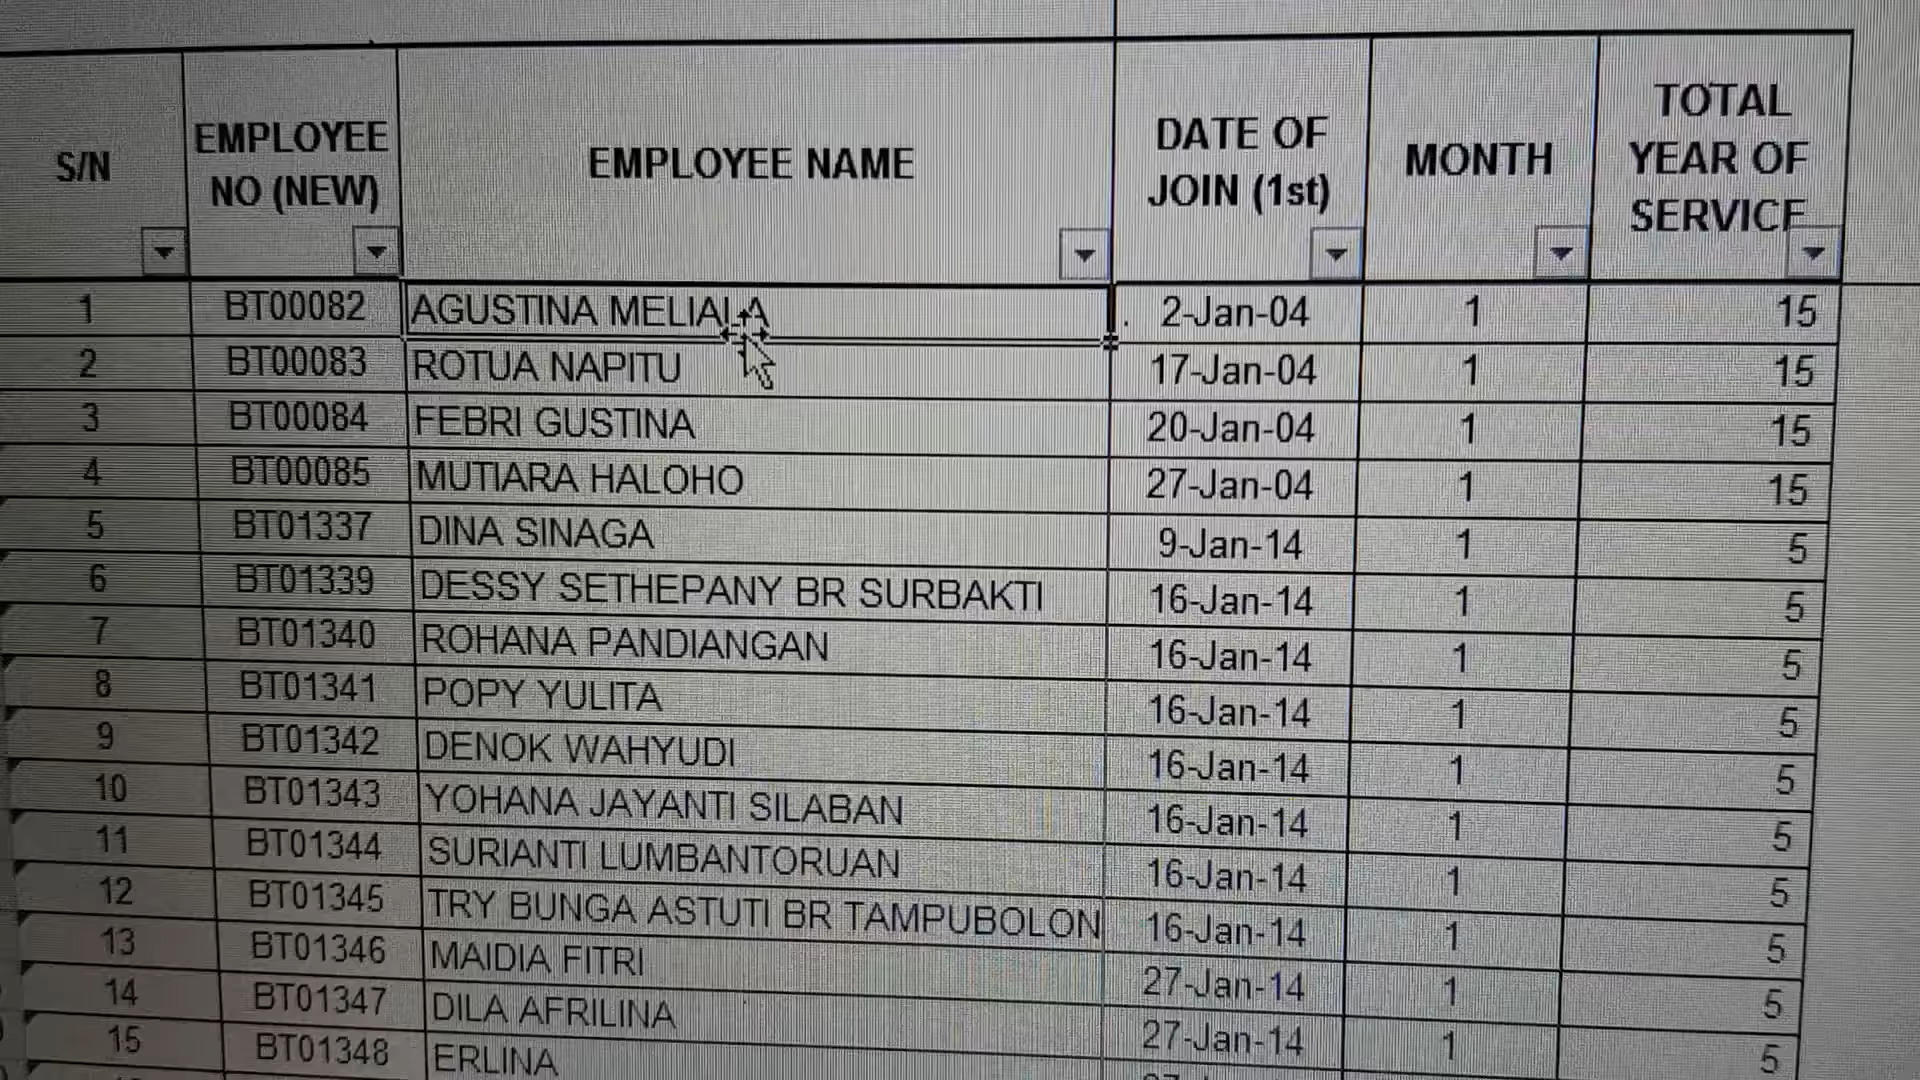 S/N EMPLOYEE NO (NEW) EMPLOYEE NAME DATE OF JOIN (1st) MONTH TOTAL YEAR OF SERVICE
1 BT00082 AGUSTINA MELIALA 2-Jan-04 1 15
2 BT00083 ROTUA NAPITU 17-Jan-04 1 15
3 BT00084 FEBRI GUSTINA 20-Jan-04 1 15
4 BT00085 MUTIARA HALOHO 27-Jan-04 1 15
5 BT01337 DINA SINAGA 9-Jan-14 1 5
6 BT01339 DESSY SETHEPANY BR SURBAKTI 16-Jan-14 1 5
7 BT01340 ROHANA PANDIANGAN 16-Jan-14 1 5
8 BT01341 POPY YULITA 16-Jan-14 1 5
9 BT01342 DENOK WAHYUDI 16-Jan-14 1 5
10 BT01343 YOHANA JAYANTI SILABAN 16-Jan-14 1 5
11 BT01344 SURIANTI LUMBANTORUAN 16-Jan-14 1 5
12 BT01345 TRY BUNGA ASTUTI BR TAMPUBOLON 16-Jan-14 1 5
13 BT01346 MAIDIA FITRI 27-Jan-14 1 5
14 BT01347 DILA AFRILINA 27-Jan-14 1 5
15 BT01348 ERLINA